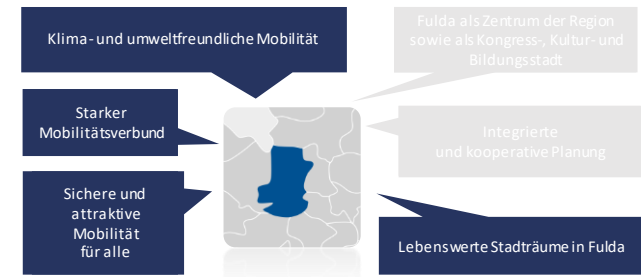 Klima- und umweltfreundliche Mobilität
Fulda als Zentrum der Region
sowie als Kongress-, Kultur- und
Bildungsstadt
Starker
Mobilitätsverbund
Integrierte
und kooperative Planung
Sichere und
attraktive
Mobilität
für alle
Lebenswerte Stadträume in Fulda